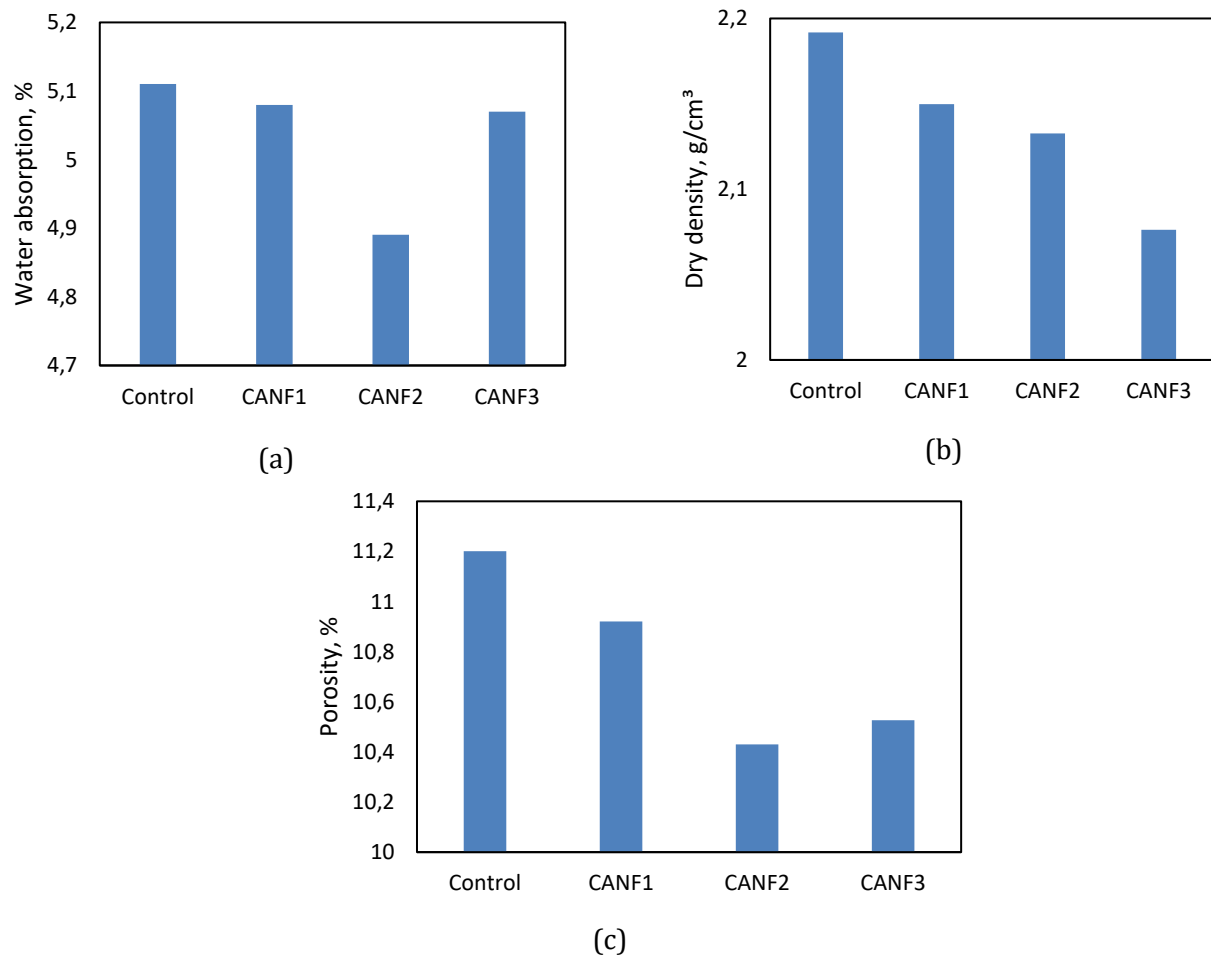 Water absorption, %
5,2
5,1
5
4,9
4,8
4,7
Control CANF1 CANF2 CANF3
(a)
Dry density, g/cm³
2,2
2,1
2
Control CANF1 CANF2 CANF3
(b)
Porosity, %
11,4
11,2
11
10,8
10,6
10,4
10,2
10
Control CANF1 CANF2 CANF3
(c)